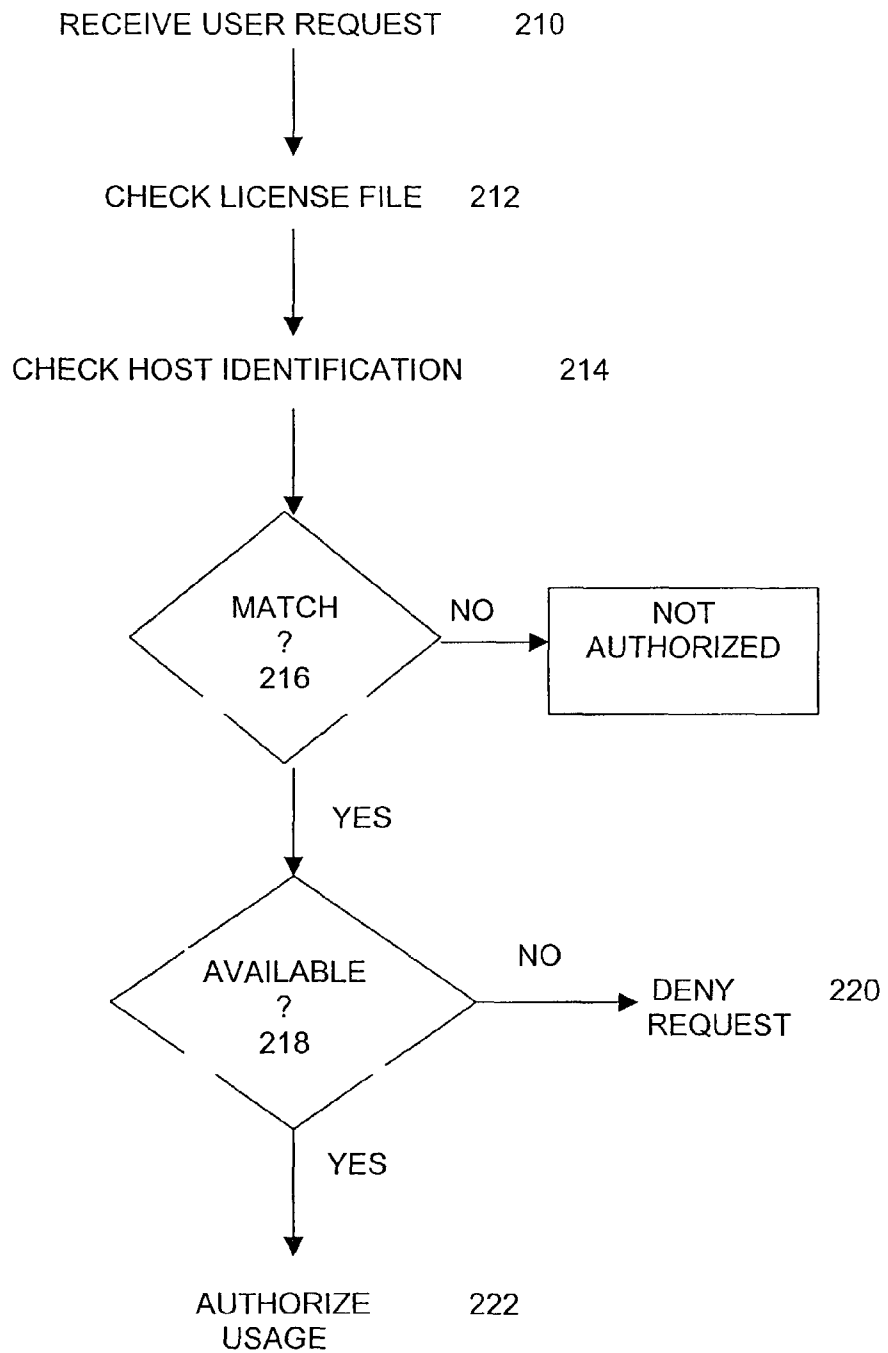 RECEIVE USER REQUEST 210
CHECK LICENSE FILE 212
CHECK HOST IDENTIFICATION 214
MATCH
?
216
NO
NOT
AUTHORIZED
YES
AVAILABLE
?
218
NO
DENY 220
REQUEST
YES
AUTHORIZE 222
USAGE